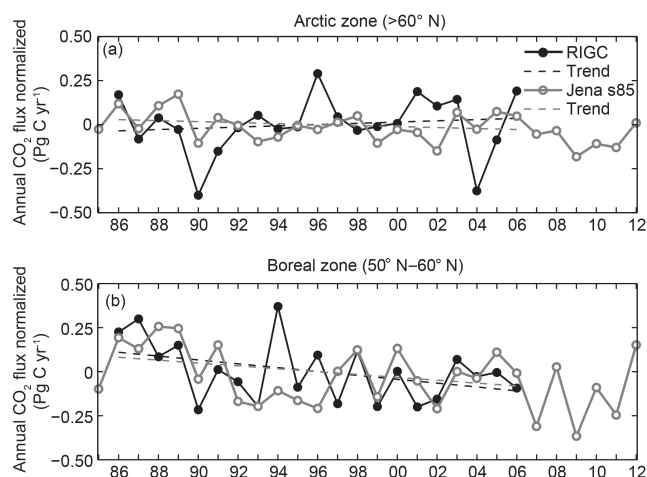 Arctic zone (>60° N)
Annual CO2 flux normalized
(Pg C yr⁻¹)
0.50
0.25
0
−0.25
−0.50
(a)
RIGC
Trend
Jena s85
Trend
86 88 90 92 94 96 98 00 02 04 06 08 10 12
Boreal zone (50° N–60° N)
Annual CO2 flux normalized
(Pg C yr⁻¹)
0.50
0.25
0
−0.25
−0.50
(b)
86 88 90 92 94 96 98 00 02 04 06 08 10 12